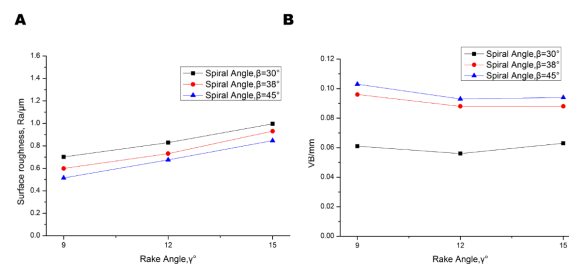 A
B
Surface roughness, Ra/μm
1.6
1.4
1.2
1.0
0.8
0.6
0.4
0.2
0.0
Spiral Angle,β=30°
Spiral Angle,β=38°
Spiral Angle,β=45°
9
12
15
Rake Angle,γ°
VB/mm
0.12
0.10
0.08
0.06
0.04
0.02
0.00
Spiral Angle,β=30°
Spiral Angle,β=38°
Spiral Angle,β=45°
9
12
15
Rake Angle,γ°